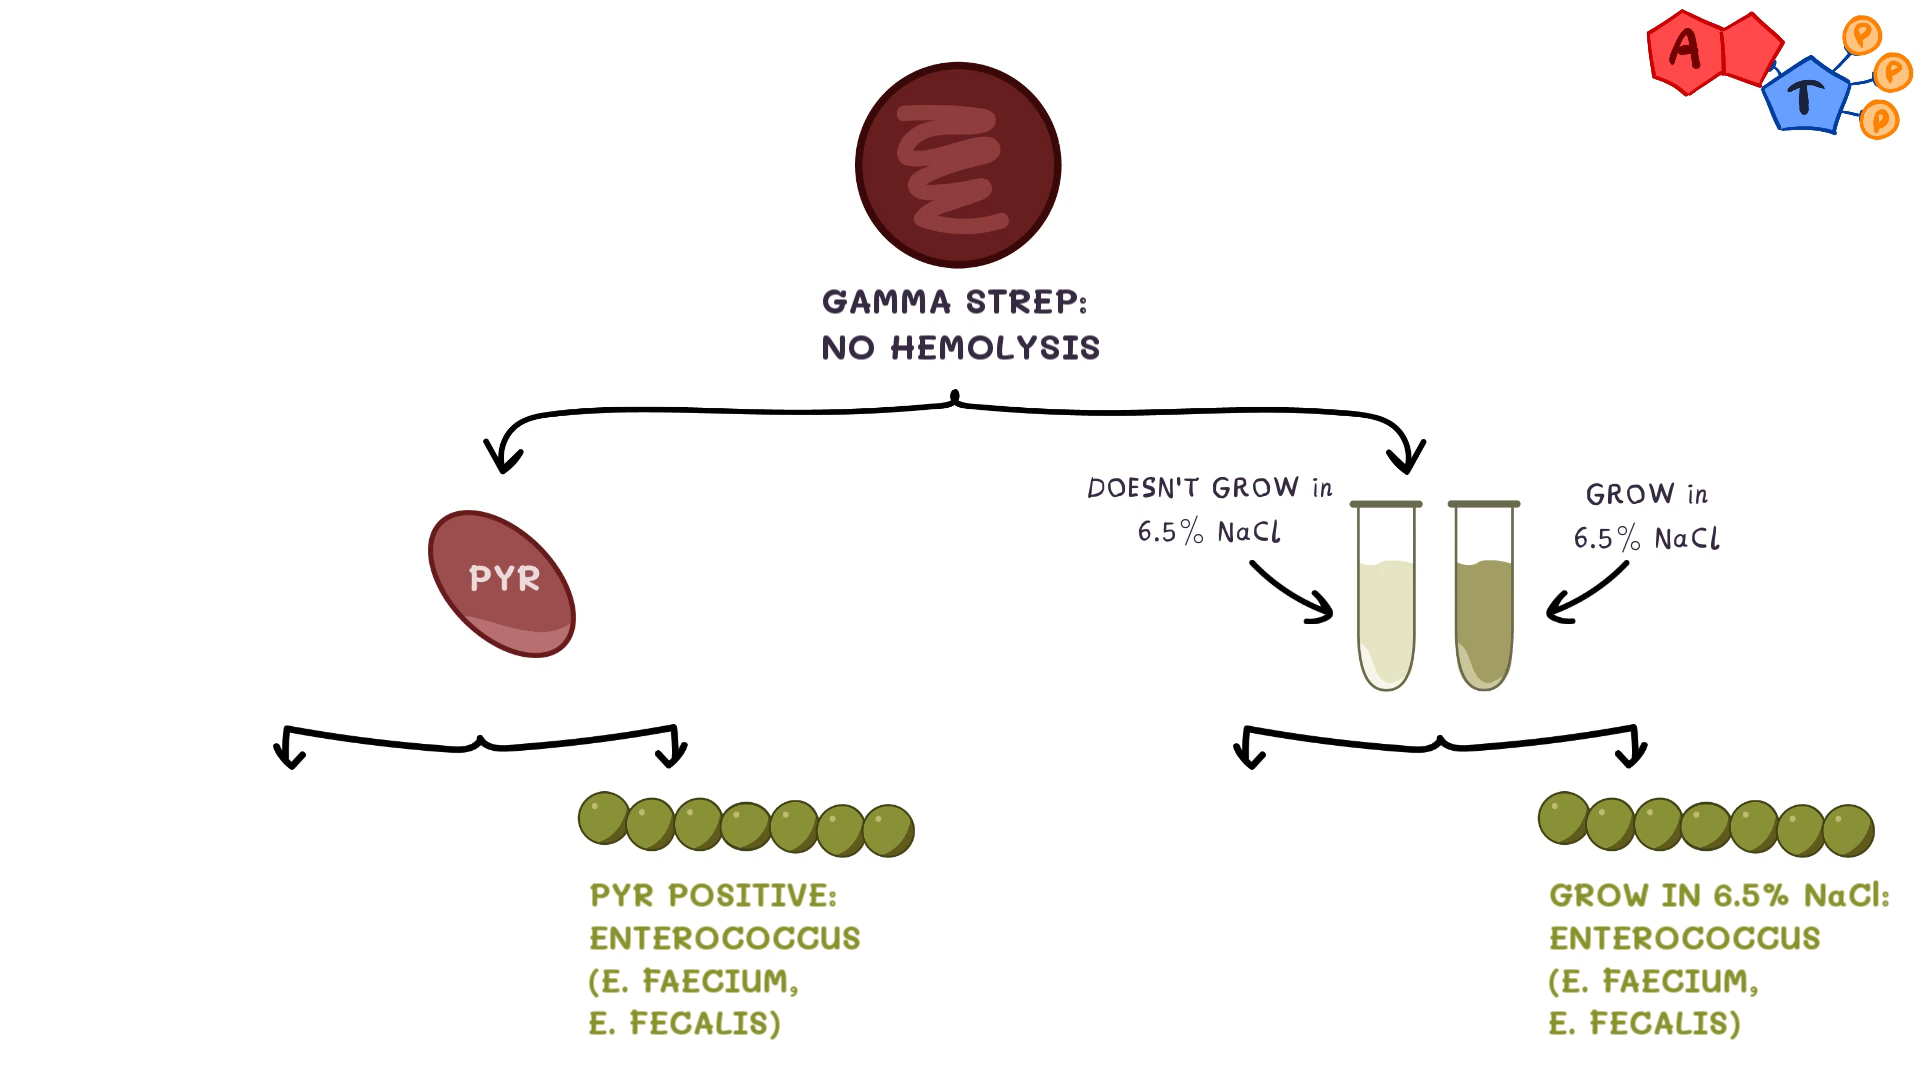 A
T
P
P
P
GAMMA STREP:
NO HEMOLYSIS
PYR
DOESN'T GROW in
6.5% NaCl
GROW in
6.5% NaCl
PYR POSITIVE:
ENTEROCOCCUS
(E. FAECIUM,
E. FECALIS)
GROW IN 6.5% NaCl:
ENTEROCOCCUS
(E. FAECIUM,
E. FECALIS)